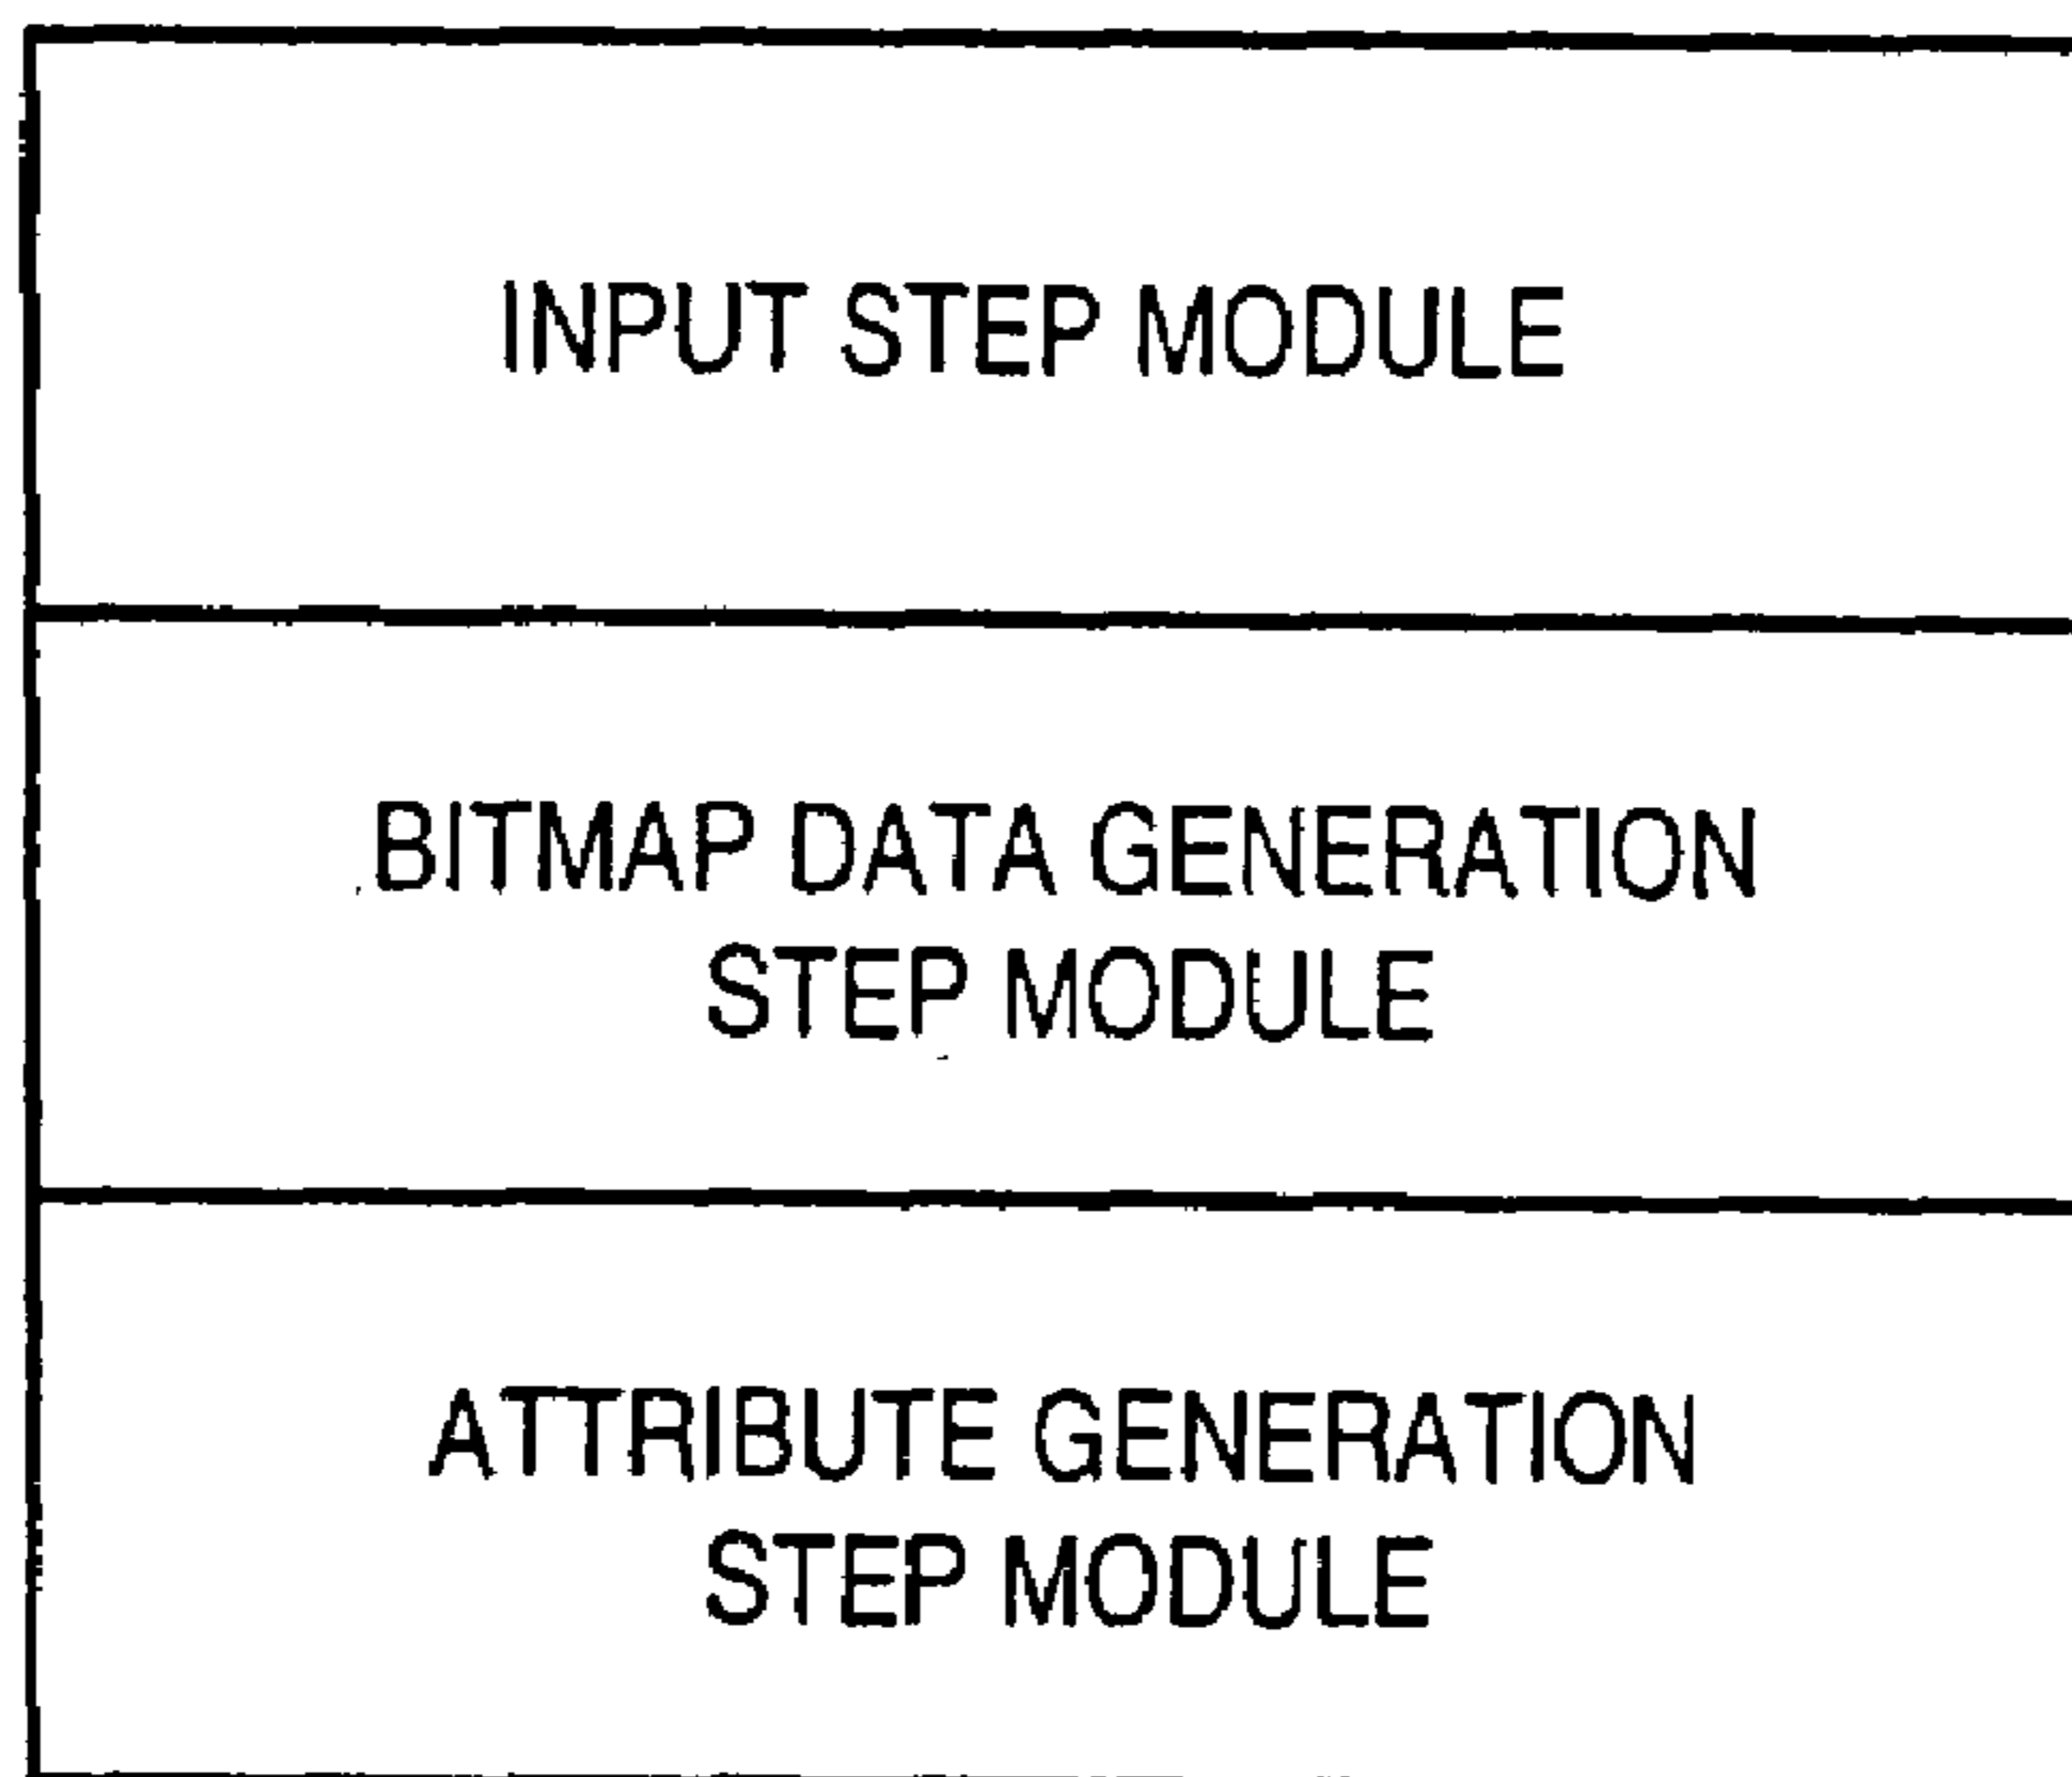 INPUT STEP MODULE
BITMAP DATA GENERATION
STEP MODULE
ATTRIBUTE GENERATION
STEP MODULE